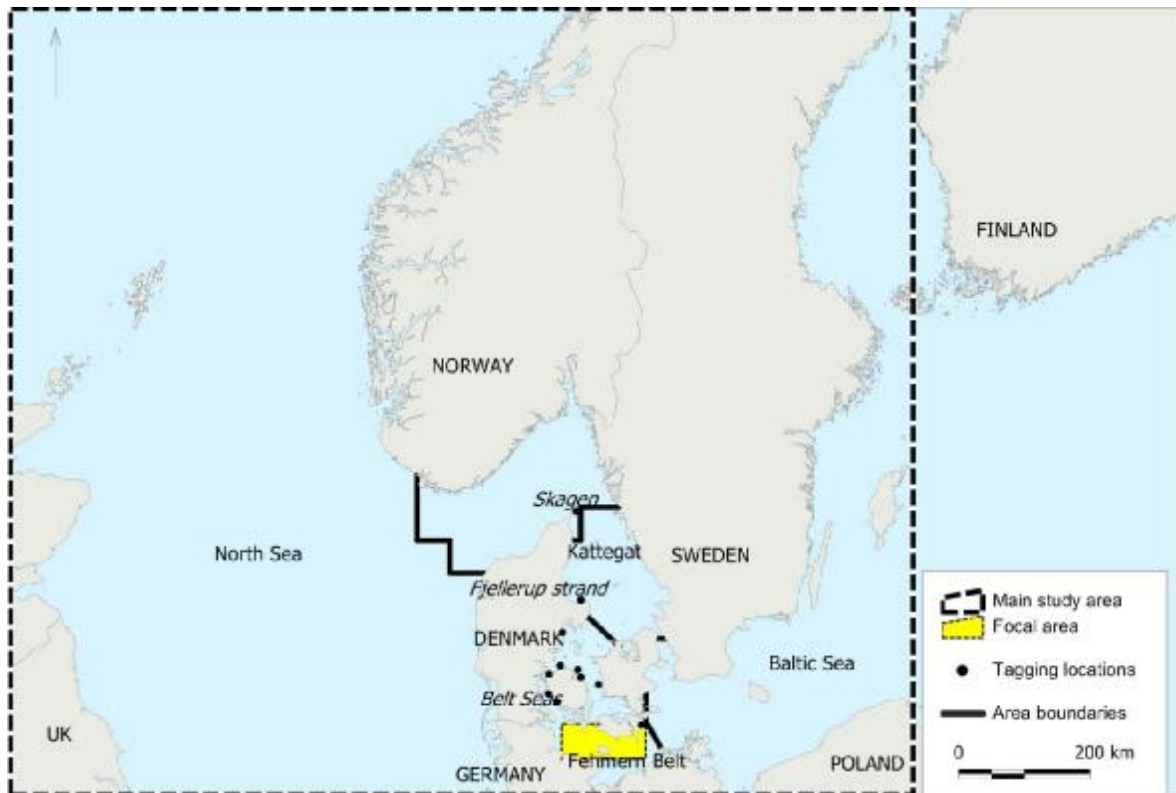 FINLAND
NORWAY
Skagen
North Sea
Kattegat
SWEDEN
Fjellerup strand
DENMARK
Baltic Sea
Belt Seas
UK
Fehmern Belt
GERMANY
POLAND
Main study area
Focal area
Tagging locations
Area boundaries
0 200 km